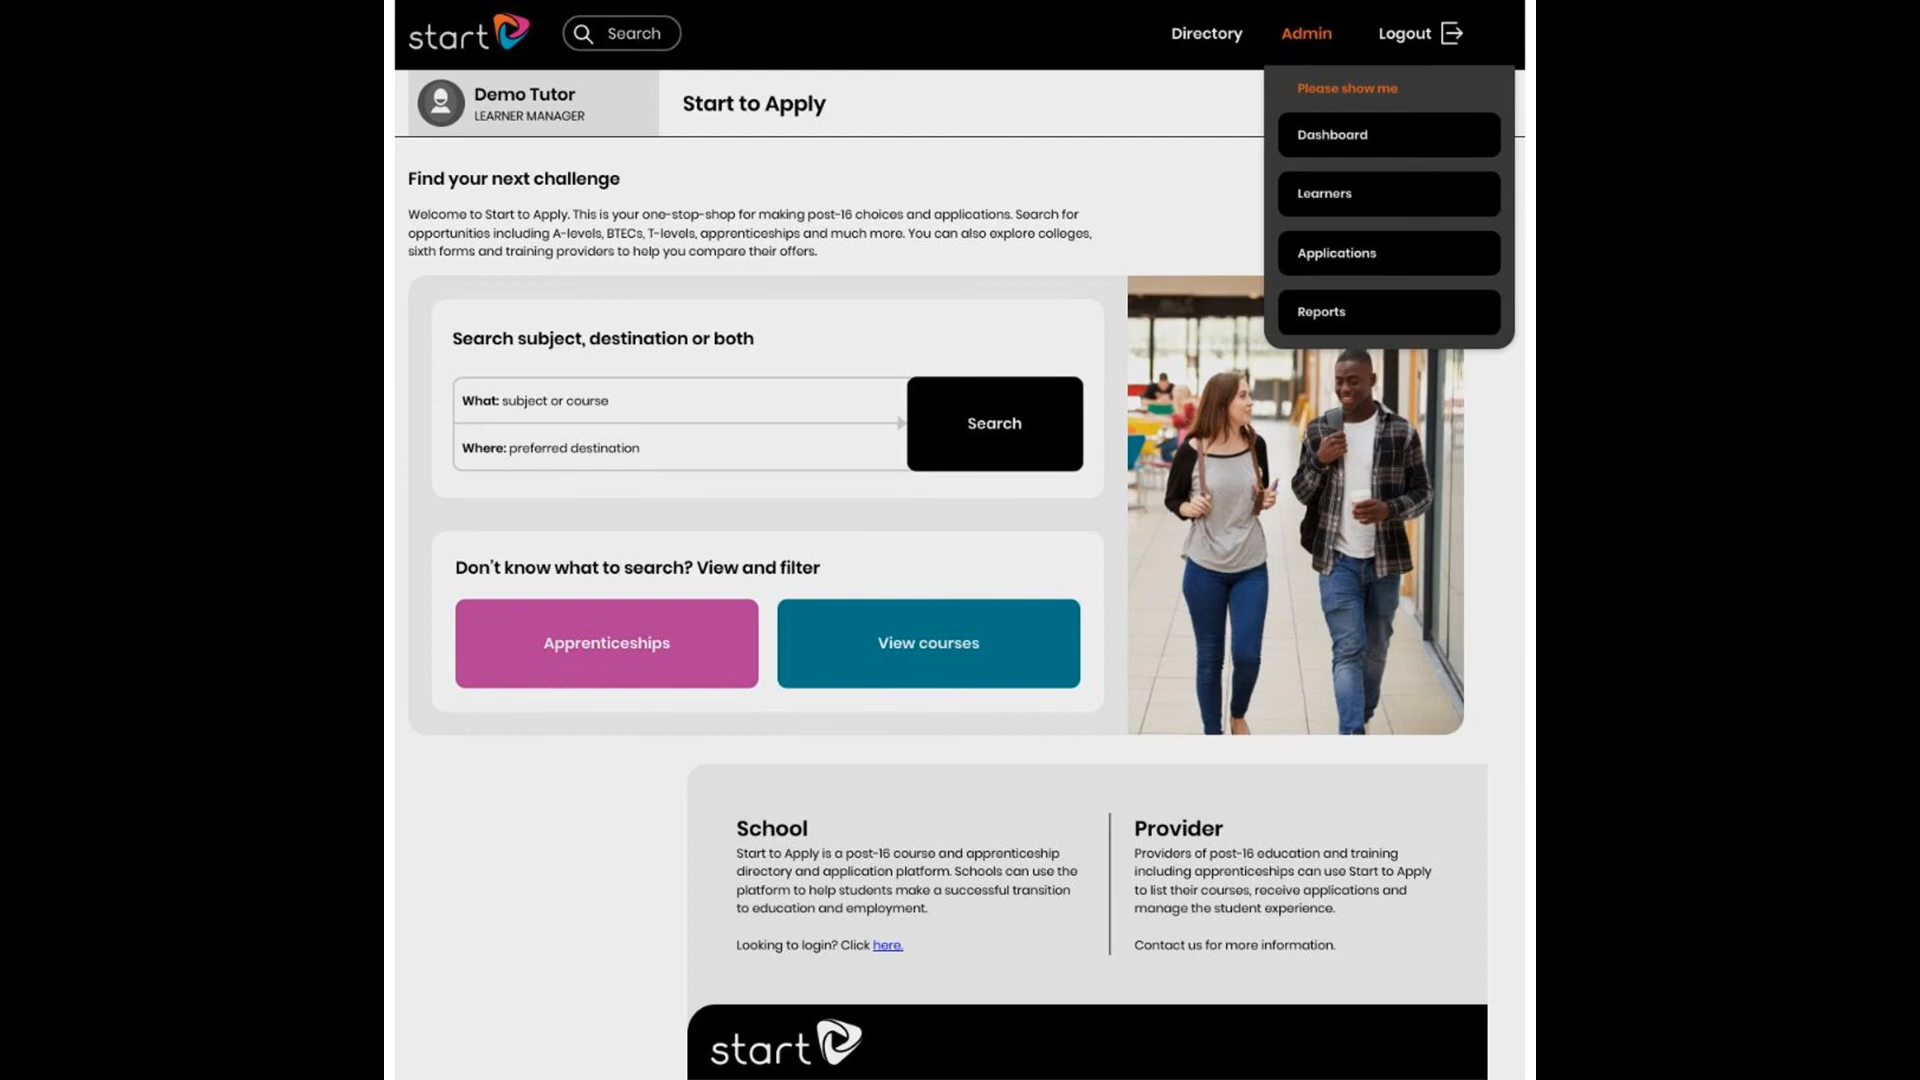 start
Search
Directory
Admin
Logout
Demo Tutor
LEARNER MANAGER
Start to Apply
Please show me
Dashboard
Learners
Applications
Reports
Find your next challenge
Welcome to Start to Apply. This is your one-stop-shop for making post-16 choices and applications. Search for
opportunities including A-levels, BTECs, T-levels, apprenticeships and much more. You can also explore colleges,
sixth forms and training providers to help you compare their offers.
Search subject, destination or both
What: subject or course
Where: preferred destination
Search
Don't know what to search? View and filter
Apprenticeships
View courses
School
Start to Apply is a post-16 course and apprenticeship
directory and application platform. Schools can use the
platform to help students make a successful transition
to education and employment.
Looking to login? Click here.
Provider
Providers of post-16 education and training
including apprenticeships can use Start to Apply
to list their courses, receive applications and
manage the student experience.
Contact us for more information.
start